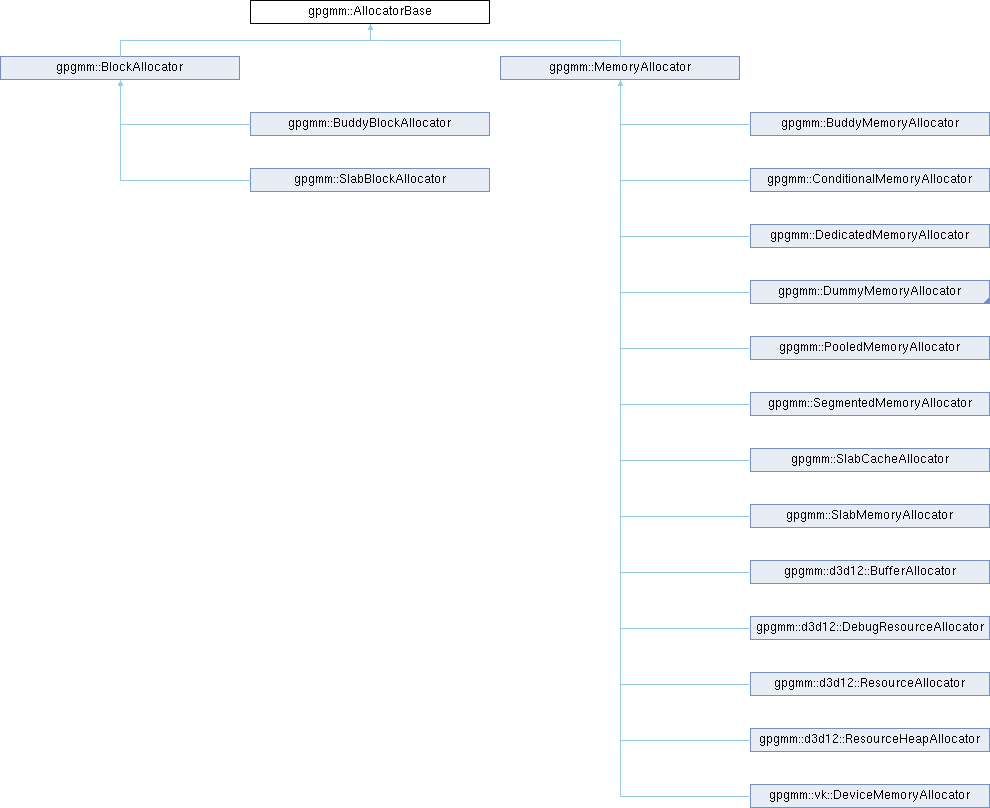 gpgmm::AllocatorBase
gpgmm::BlockAllocator
gpgmm::MemoryAllocator
gpgmm::BuddyBlockAllocator
gpgmm::BuddyMemoryAllocator
gpgmm::SlabBlockAllocator
gpgmm::ConditionalMemoryAllocator
gpgmm::DedicatedMemoryAllocator
gpgmm::DummyMemoryAllocator
gpgmm::PooledMemoryAllocator
gpgmm::SegmentedMemoryAllocator
gpgmm::SlabCacheAllocator
gpgmm::SlabMemoryAllocator
gpgmm::d3d12::BufferAllocator
gpgmm::d3d12::DebugResourceAllocator
gpgmm::d3d12::ResourceAllocator
gpgmm::d3d12::ResourceHeapAllocator
gpgmm::vk::DeviceMemoryAllocator